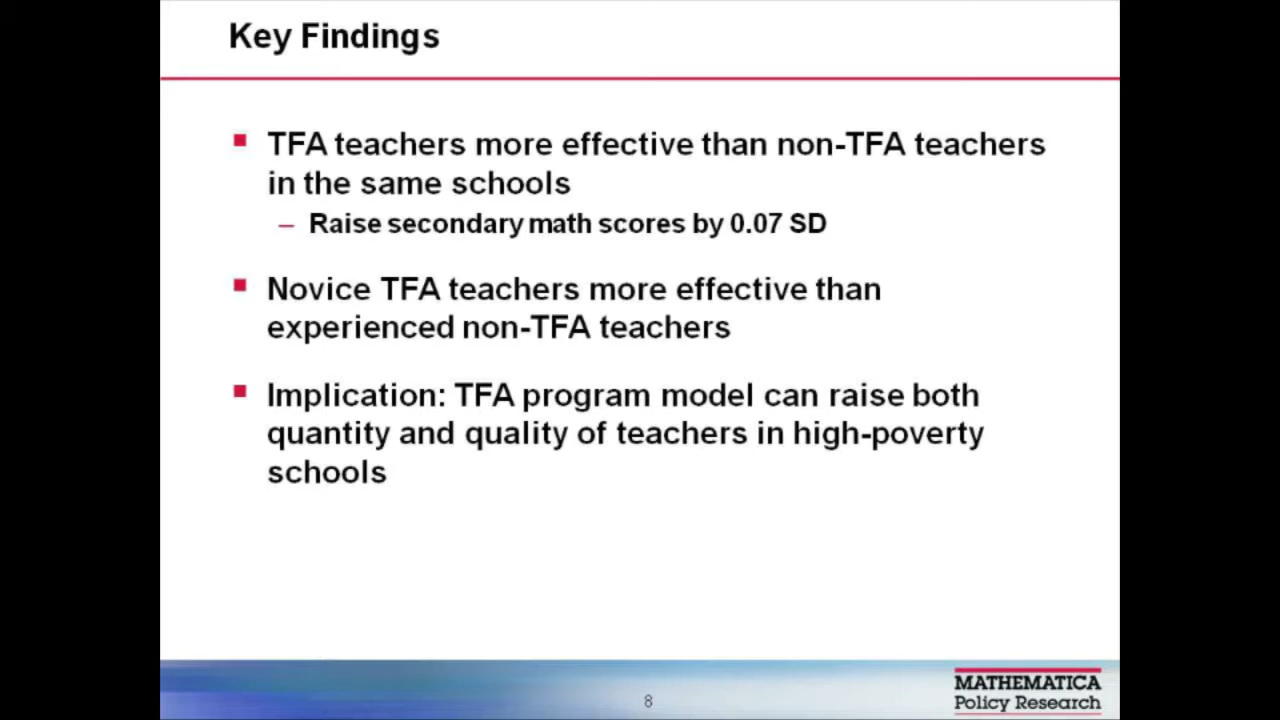 Key Findings
TFA teachers more effective than non-TFA teachers
in the same schools
– Raise secondary math scores by 0.07 SD
Novice TFA teachers more effective than
experienced non-TFA teachers
Implication: TFA program model can raise both
quantity and quality of teachers in high-poverty
schools
8
MATHEMATICA
Policy Research